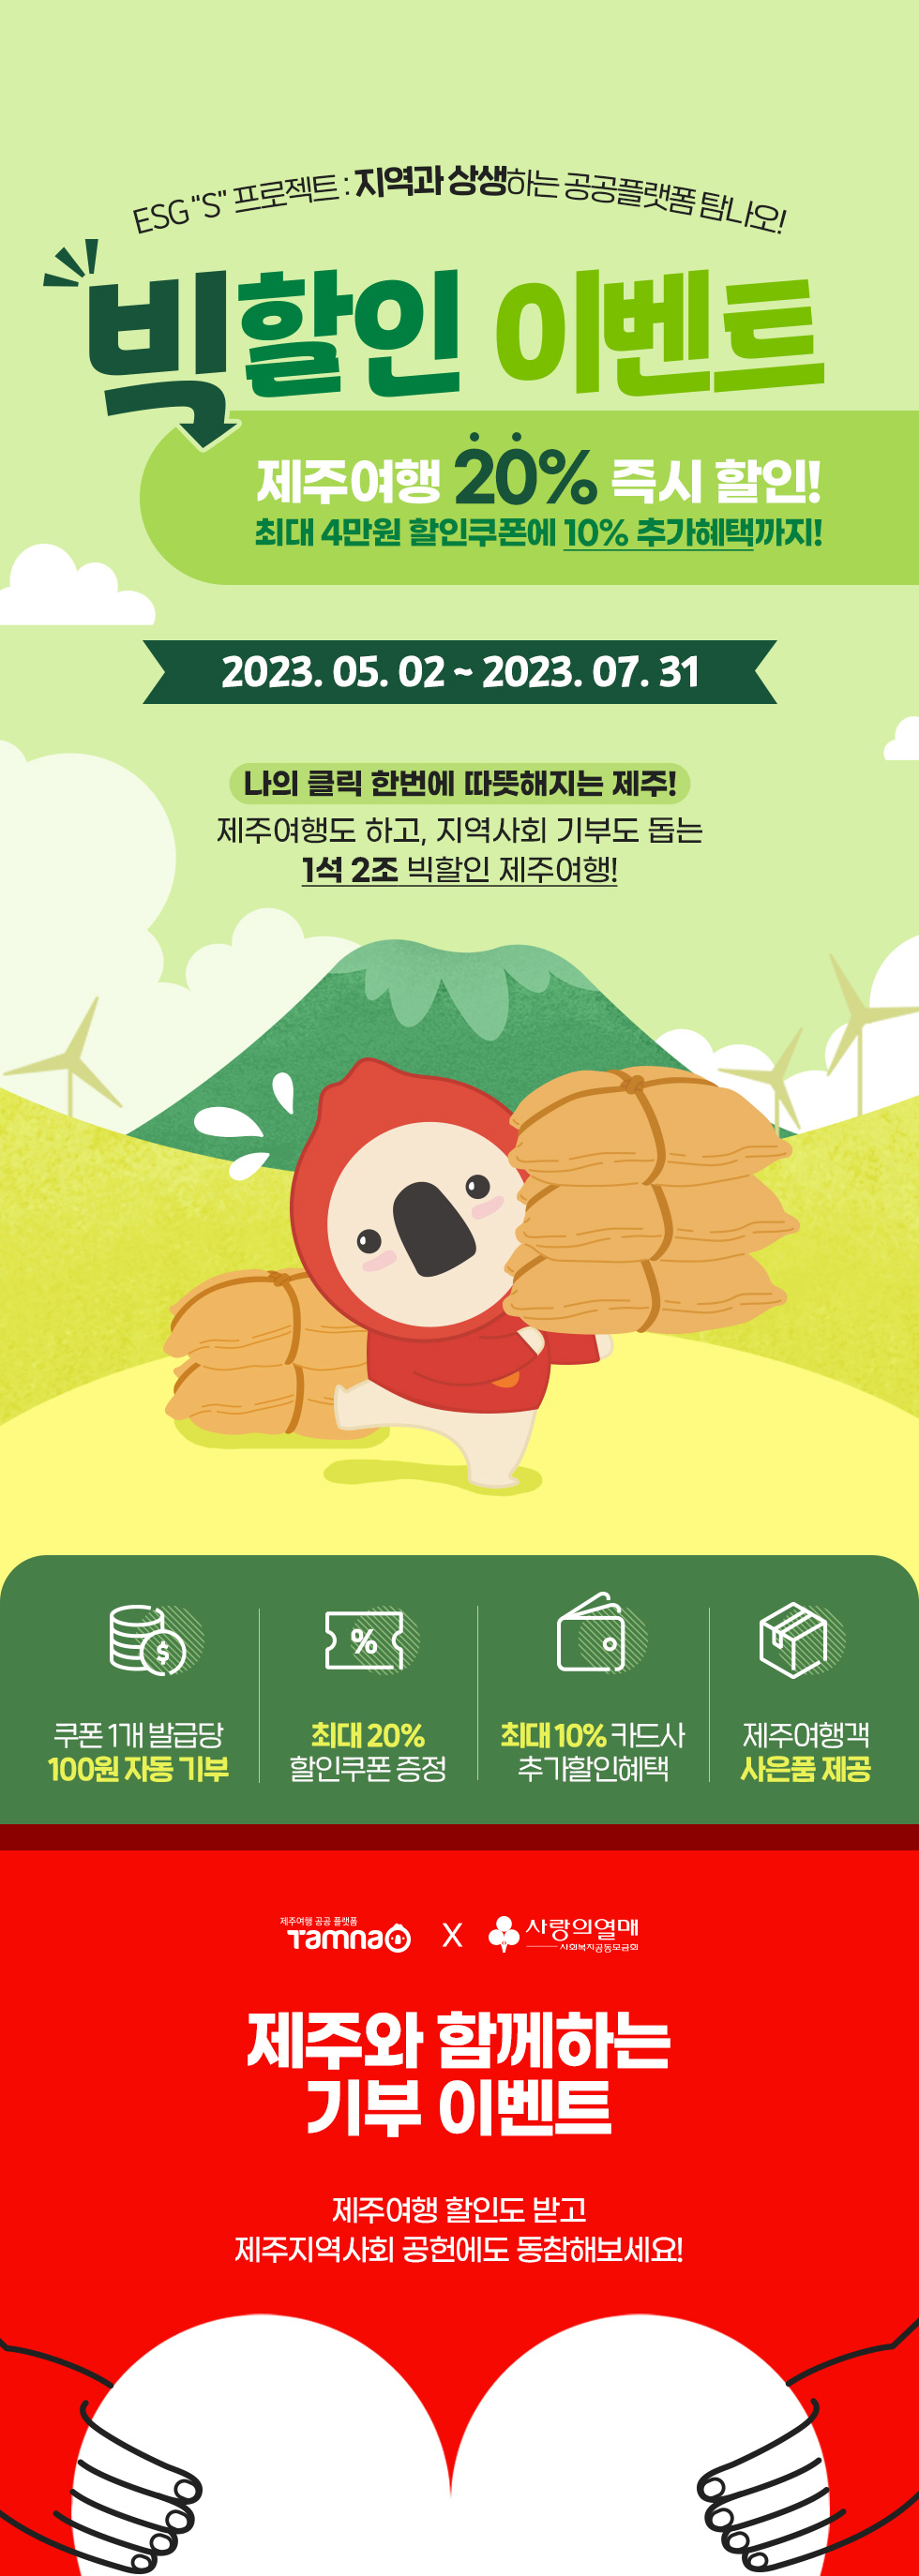 ESG "S" 프로젝트 : 지역과 상생하는 공공플랫폼 탐나오!
빅할인 이벤트
제주여행 20% 즉시 할인!
최대 4만원 할인쿠폰에 10% 추가혜택까지!
2023. 05. 02 ~ 2023. 07. 31
나의 클릭 한번에 따뜻해지는 제주!
제주여행도 하고, 지역사회 기부도 돕는
1석 2조 빅할인 제주여행!
$
%
쿠폰 1개 발급당
100원 자동 기부
최대 20%
할인쿠폰 증정
최대 10% 카드사
추가할인혜택
제주여행객
사은품 제공
제주여행 공공 플랫폼
Tamnao X 사랑의열매
사회복지공동모금회
제주와 함께하는
기부 이벤트
제주여행 할인도 받고
제주지역사회 공헌에도 동참해보세요!